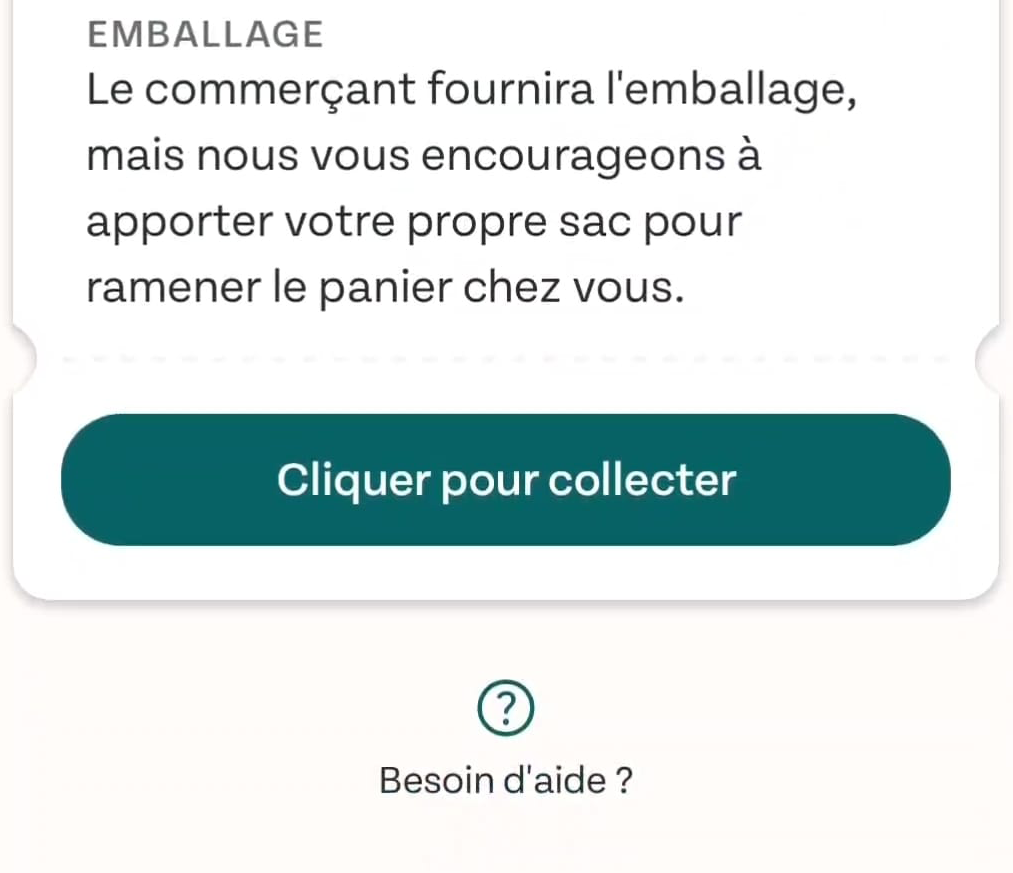 EMBALLAGE
Le commerçant fournira l'emballage,
mais nous vous encourageons à
apporter votre propre sac pour
ramener le panier chez vous.
Cliquer pour collecter
?
Besoin d'aide ?